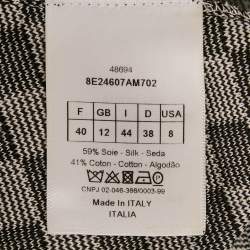 48694
8E24607AM702
F GB I D USA
40 12 44 38 8
59% Soie - Silk - Seda
41% Coton - Cotton - Algodão
CNPJ 02-046-388/0003-99
Made In ITALY
ITALIA